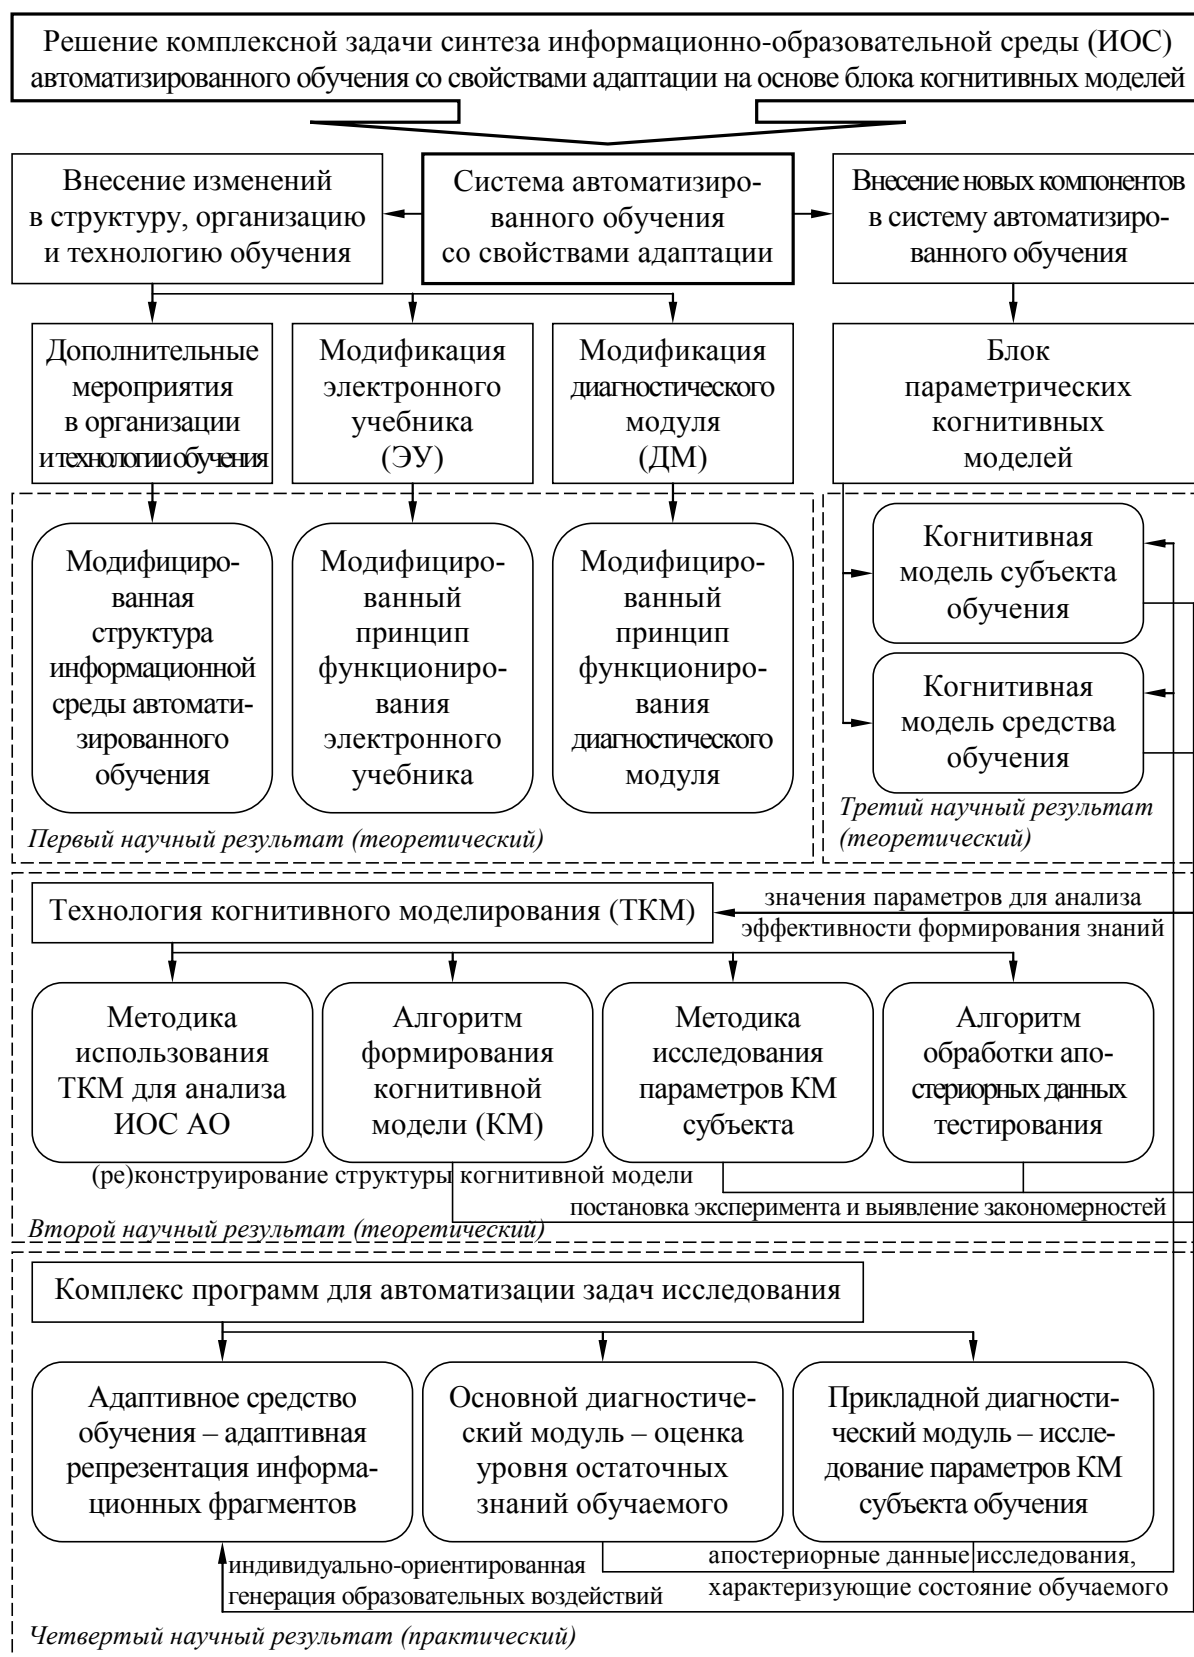 Решение комплексной задачи синтеза информационно-образовательной среды (ИОС)
автоматизированного обучения со свойствами адаптации на основе блока когнитивных моделей
Внесение изменений
в структуру, организацию
и технологию обучения
Система автоматизиро-
ванного обучения
со свойствами адаптации
Внесение новых компонентов
в систему автоматизиро-
ванного обучения
Дополнительные
мероприятия
в организации
и технологии обучения
Модификация
электронного
учебника
(ЭУ)
Модификация
диагностического
модуля
(ДМ)
Блок
параметрических
когнитивных
моделей
Модифициро-
ванная
структура
информационной
среды автомати-
зированного
обучения
Модифициро-
ванный
принцип
функциониро-
вания
электронного
учебника
Модифициро-
ванный
принцип
функциониро-
вания
диагностического
модуля
Первый научный результат (теоретический)
Когнитивная
модель субъекта
обучения
Когнитивная
модель средства
обучения
Третий научный результат
(теоретический)
Технология когнитивного моделирования (ТКМ)
значения параметров для анализа
эффективности формирования знаний
Методика
использования
ТКМ для анализа
ИОС АО
Алгоритм
формирования
когнитивной
модели (КМ)
Методика
исследования
параметров КМ
субъекта
Алгоритм
обработки апо-
стериорных данных
тестирования
(ре)конструирование структуры когнитивной модели
постановка эксперимента и выявление закономерностей
Второй научный результат (теоретический)
Комплекс программ для автоматизации задач исследования
Адаптивное средство
обучения – адаптивная
репрезентация информа-
ционных фрагментов
Основной диагностиче-
ский модуль – оценка
уровня остаточных
знаний обучаемого
Прикладной диагности-
ческий модуль – иссле-
дование параметров КМ
субъекта обучения
индивидуально-ориентированная
генерация образовательных воздействий
апостериорные данные исследования,
характеризующие состояние обучаемого
Четвертый научный результат (практический)